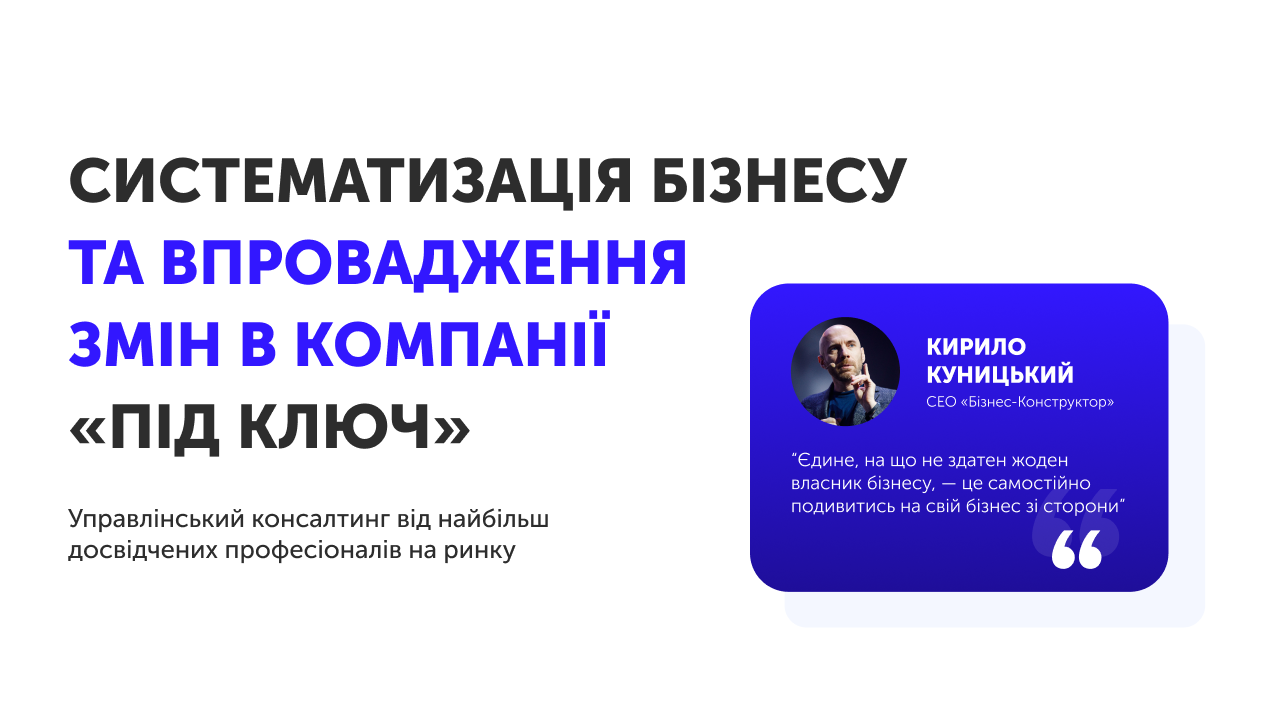 СИСТЕМАТИЗАЦІЯ БІЗНЕСУ
ТА ВПРОВАДЖЕННЯ
ЗМІН В КОМПАНІЇ
«ПІД КЛЮЧ»
Управлінський консалтинг від найбільш
досвідчених професіоналів на ринку
КИРИЛО
КУНИЦЬКИЙ
CEO «Бізнес-Конструктор»
“Єдине, на що не здатен жоден
власник бізнесу, — це самостійно
подивитись на свій бізнес зі сторони”